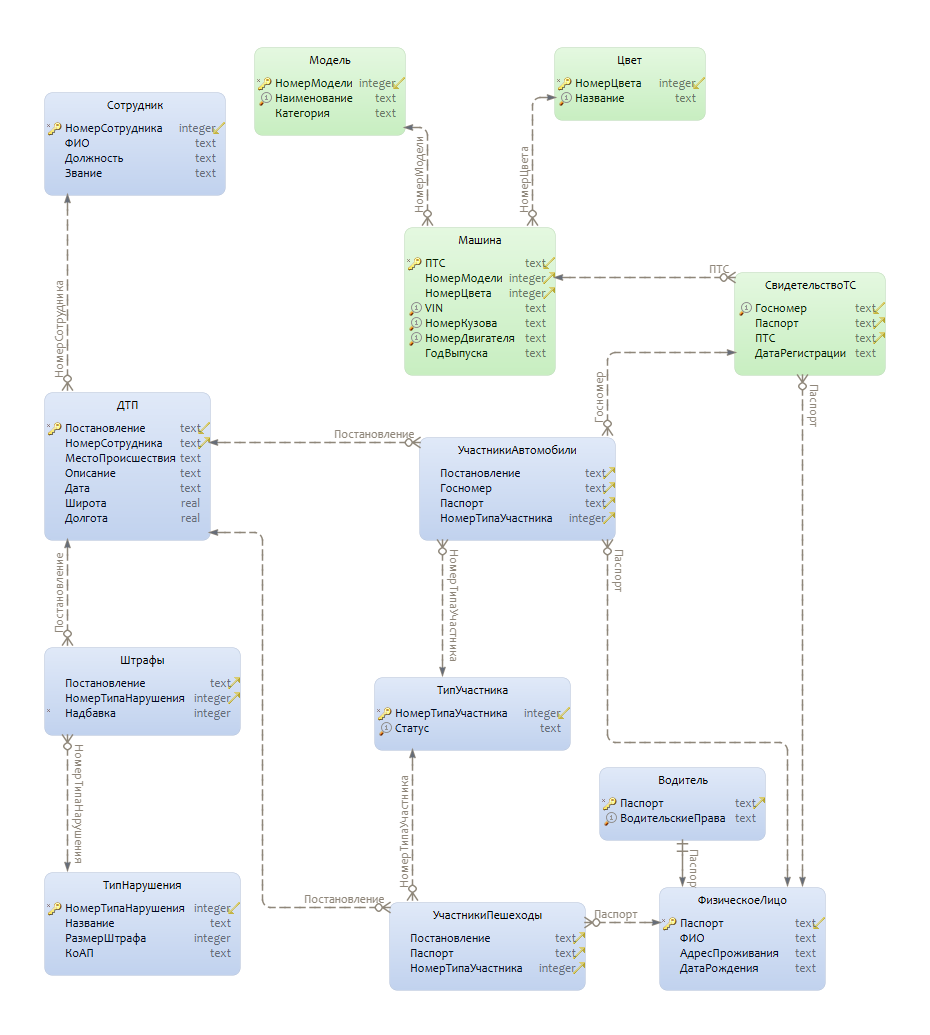 Модель
НомерМодели integer
Наименование text
Категория text
Цвет
НомерЦвета integer
Название text
Сотрудник
НомерСотрудника integer
ФИО text
Должность text
Звание text
НомерМодели
НомерЦвета
Машина
ПТС text
НомерМодели integer
НомерЦвета integer
VIN text
НомерКузова text
НомерДвигателя text
ГодВыпуска text
ПТС
СвидетельствоТС
Госномер text
Паспорт text
ПТС text
ДатаРегистрации text
НомерСотрудника
Госномер
Паспорт
ДТП
Постановление text
НомерСотрудника text
МестоПроисшествия text
Описание text
Дата text
Широта real
Долгота real
Постановление
УчастникиАвтомобили
Постановление text
Госномер text
Паспорт text
НомерТипаУчастника integer
Постановление
НомерТипаУчастника
Паспорт
Штрафы
Постановление text
НомерТипаНарушения integer
Надбавка integer
ТипУчастника
НомерТипаУчастника integer
Статус text
НомерТипаНарушения
НомерТипаУчастника
Водитель
Паспорт text
ВодительскиеПрава text
Паспорт
ТипНарушения
НомерТипаНарушения integer
Название text
РазмерШтрафа integer
КоАП text
Постановление
УчастникиПешеходы
Постановление text
Паспорт text
НомерТипаУчастника integer
Паспорт
ФизическоеЛицо
Паспорт text
ФИО text
АдресПроживания text
ДатаРождения text